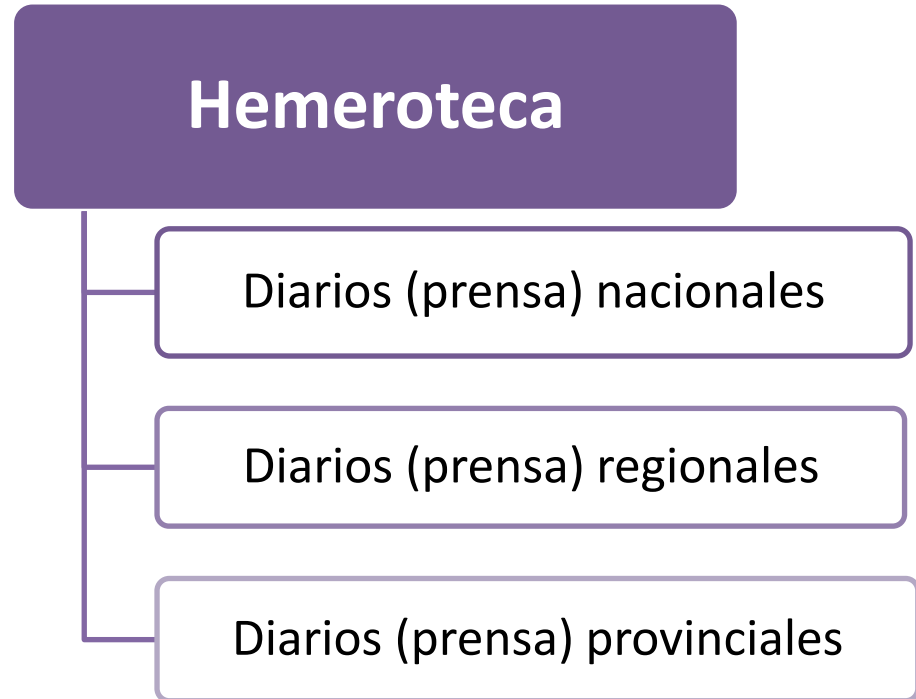 Hemeroteca
Diarios (prensa) nacionales
Diarios (prensa) regionales
Diarios (prensa) provinciales